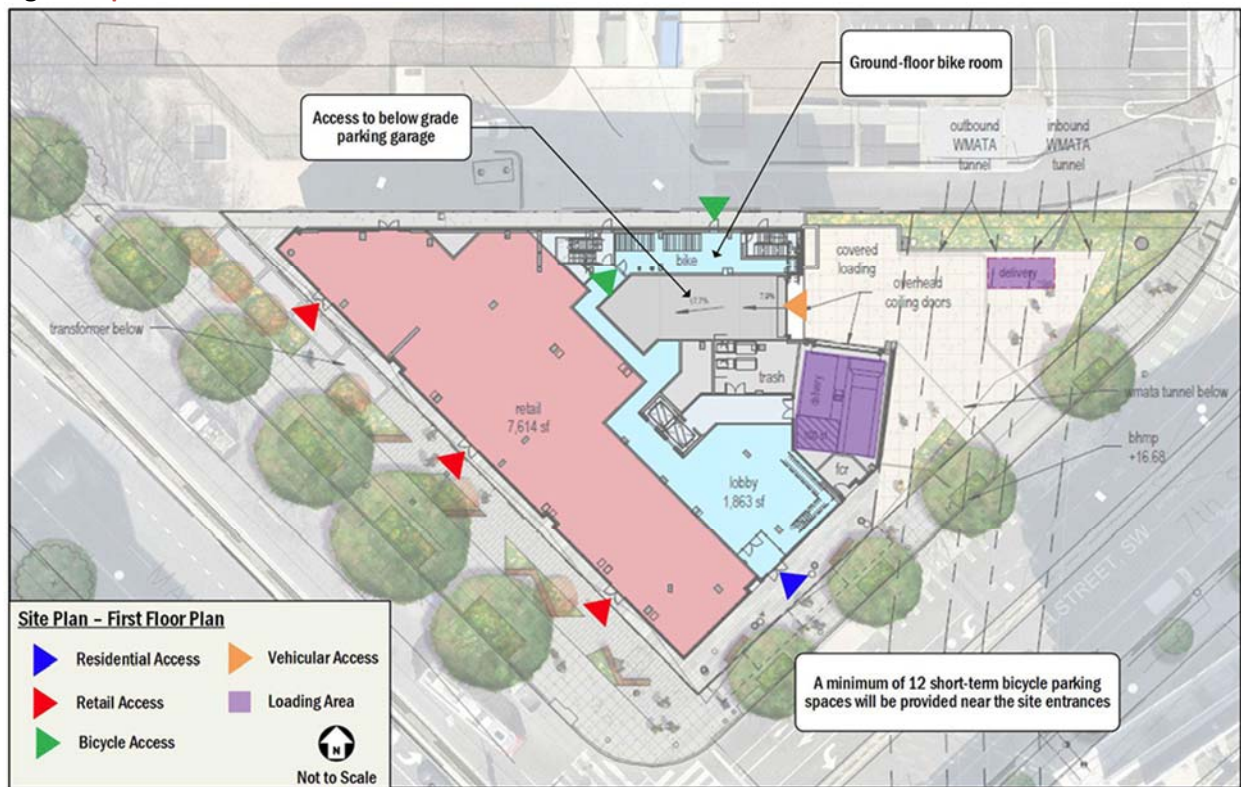 Ground-floor bike room
Access to below grade
parking garage
outbound
WMATA
tunnel
inbound
WMATA
tunnel
bike
covered
loading
delivery
overhead
coiling doors
17.7%
transformer below
trash
delivery
wmata tunnel below
retail
7,614 sf
bhmp
+16.68
fcr
lobby
1,863 sf
STREET SW
7th
Site Plan – First Floor Plan
Residential Access
Vehicular Access
Retail Access
Loading Area
Bicycle Access
N
Not to Scale
A minimum of 12 short-term bicycle parking
spaces will be provided near the site entrances